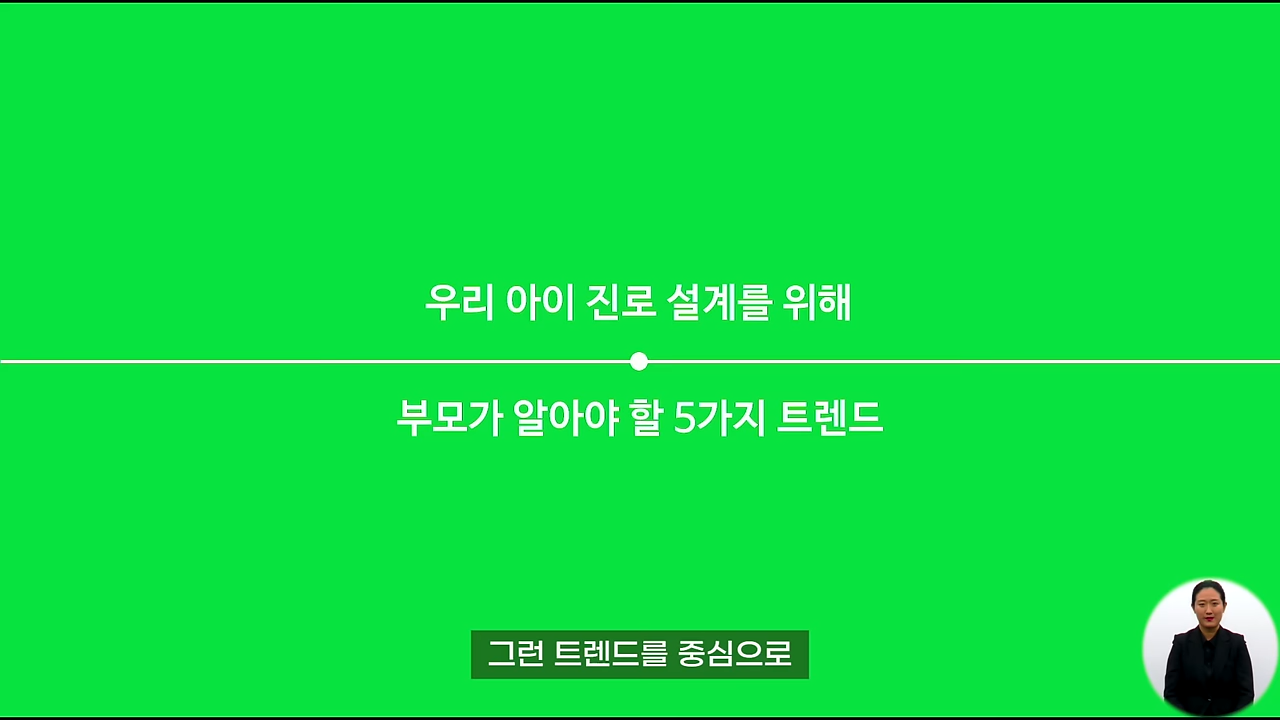 우리 아이 진로 설계를 위해
부모가 알아야 할 5가지 트렌드
그런 트렌드를 중심으로